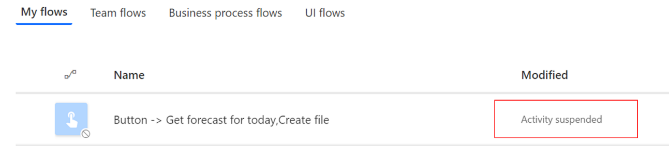 My flows Team flows Business process flows UI flows
Name Modified
Button -> Get forecast for today,Create file Activity suspended